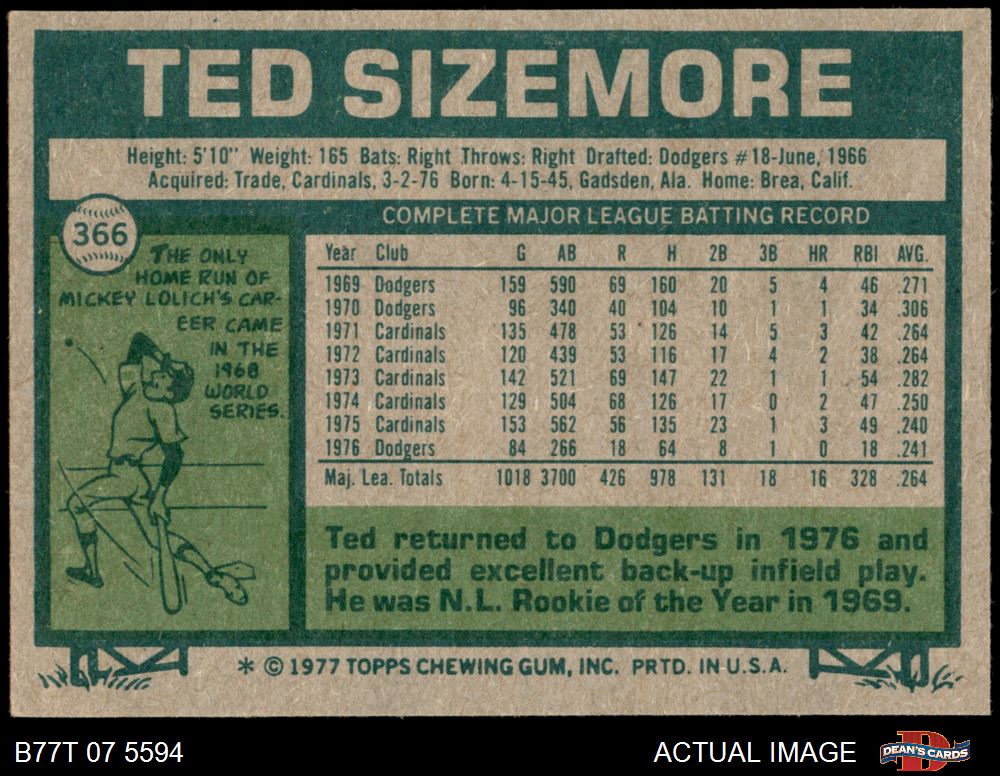 TED SIZEMORE
Height: 5'10" Weight: 165 Bats: Right Throws: Right Drafted: Dodgers #18-June, 1966
Acquired: Trade, Cardinals, 3-2-76 Born: 4-15-45, Gadsden, Ala. Home: Brea, Calif.
366
THE ONLY
HOME RUN OF
MICKEY LOLICH'S CAR-
EER CAME
IN THE
1968
WORLD
SERIES.
COMPLETE MAJOR LEAGUE BATTING RECORD
Year Club G AB R H 2B 3B HR RBI AVG.
1969 Dodgers 159 590 69 160 20 5 4 46 .271
1970 Dodgers 96 340 40 104 10 1 1 34 .306
1971 Cardinals 135 478 53 126 14 5 3 42 .264
1972 Cardinals 120 439 53 116 17 4 2 38 .264
1973 Cardinals 142 521 69 147 22 1 1 54 .282
1974 Cardinals 129 504 68 126 17 0 2 47 .250
1975 Cardinals 153 562 56 135 23 1 3 49 .240
1976 Dodgers 84 266 18 64 8 1 0 18 .241
Maj. Lea. Totals 1018 3700 426 978 131 18 16 328 .264
Ted returned to Dodgers in 1976 and
provided excellent back-up infield play.
He was N.L. Rookie of the Year in 1969.
* © 1977 TOPPS CHEWING GUM, INC. PRTD. IN U.S.A.
B77T 07 5594
ACTUAL IMAGE
D
DEAN'S CARDS